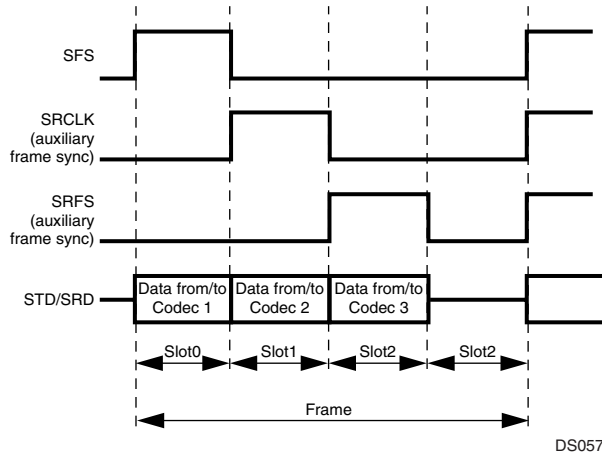 SFS
SRCLK
(auxiliary
frame sync)
SRFS
(auxiliary
frame sync)
STD/SRD
Data from/to
Codec 1
Data from/to
Codec 2
Data from/to
Codec 3
Slot0
Slot1
Slot2
Slot2
Frame
DS057